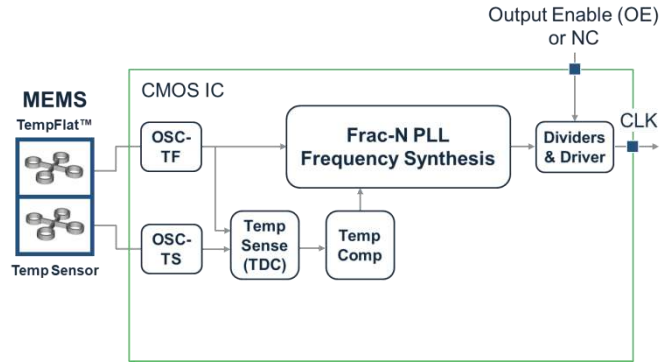 Output Enable (OE)
or NC
MEMS
TempFlat™
CMOS IC
CLK
OSC-
TF
Frac-N PLL
Frequency Synthesis
Dividers
& Driver
OSC-
TS
Temp
Sense
(TDC)
Temp
Comp
Temp Sensor